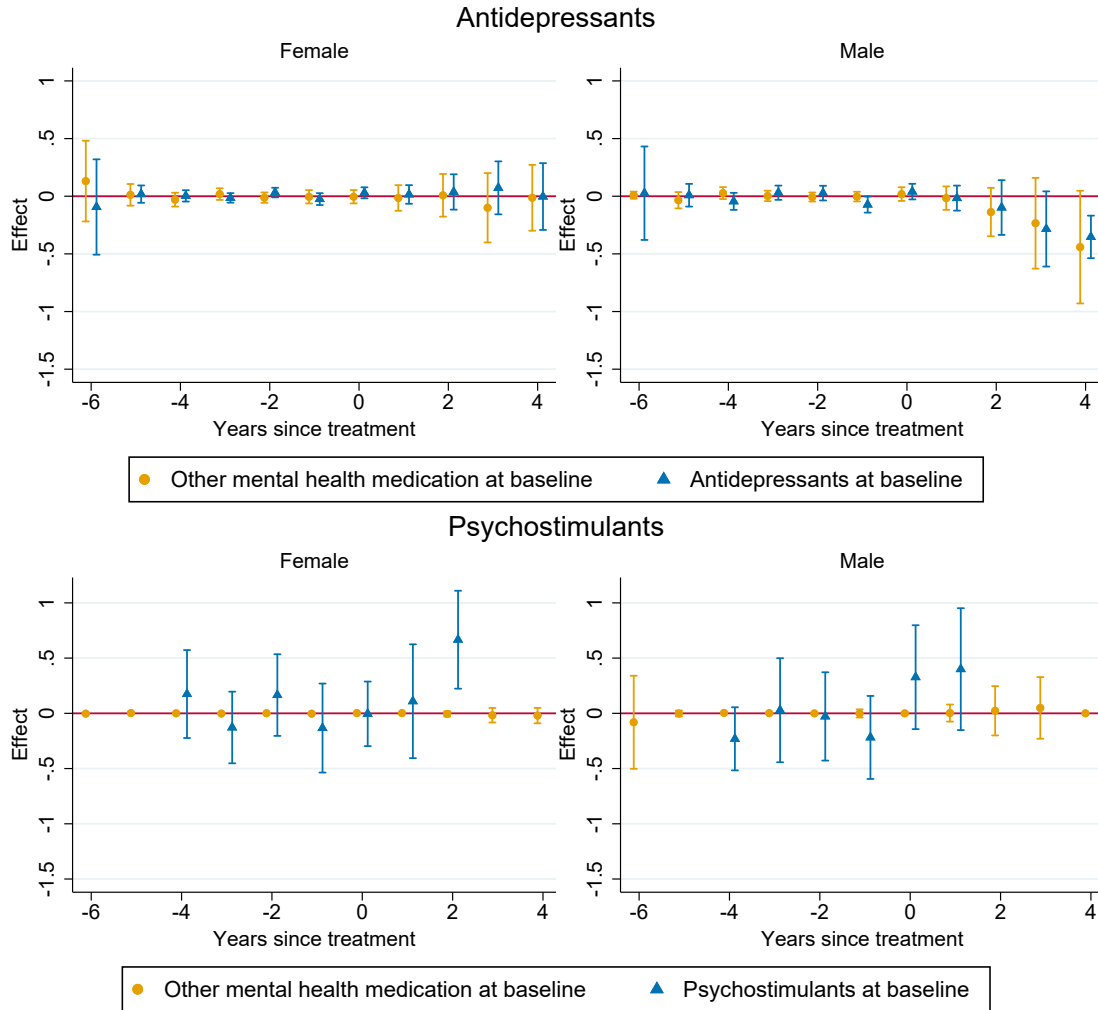 Antidepressants
Female
Male
Effect
1
.5
0
-.5
-1
-1.5
-6 -4 -2 0 2 4
Years since treatment
Effect
1
.5
0
-.5
-1
-1.5
-6 -4 -2 0 2 4
Years since treatment
Other mental health medication at baseline
Antidepressants at baseline
Psychostimulants
Female
Male
Effect
1
.5
0
-.5
-1
-1.5
-6 -4 -2 0 2 4
Years since treatment
Effect
1
.5
0
-.5
-1
-1.5
-6 -4 -2 0 2 4
Years since treatment
Other mental health medication at baseline
Psychostimulants at baseline